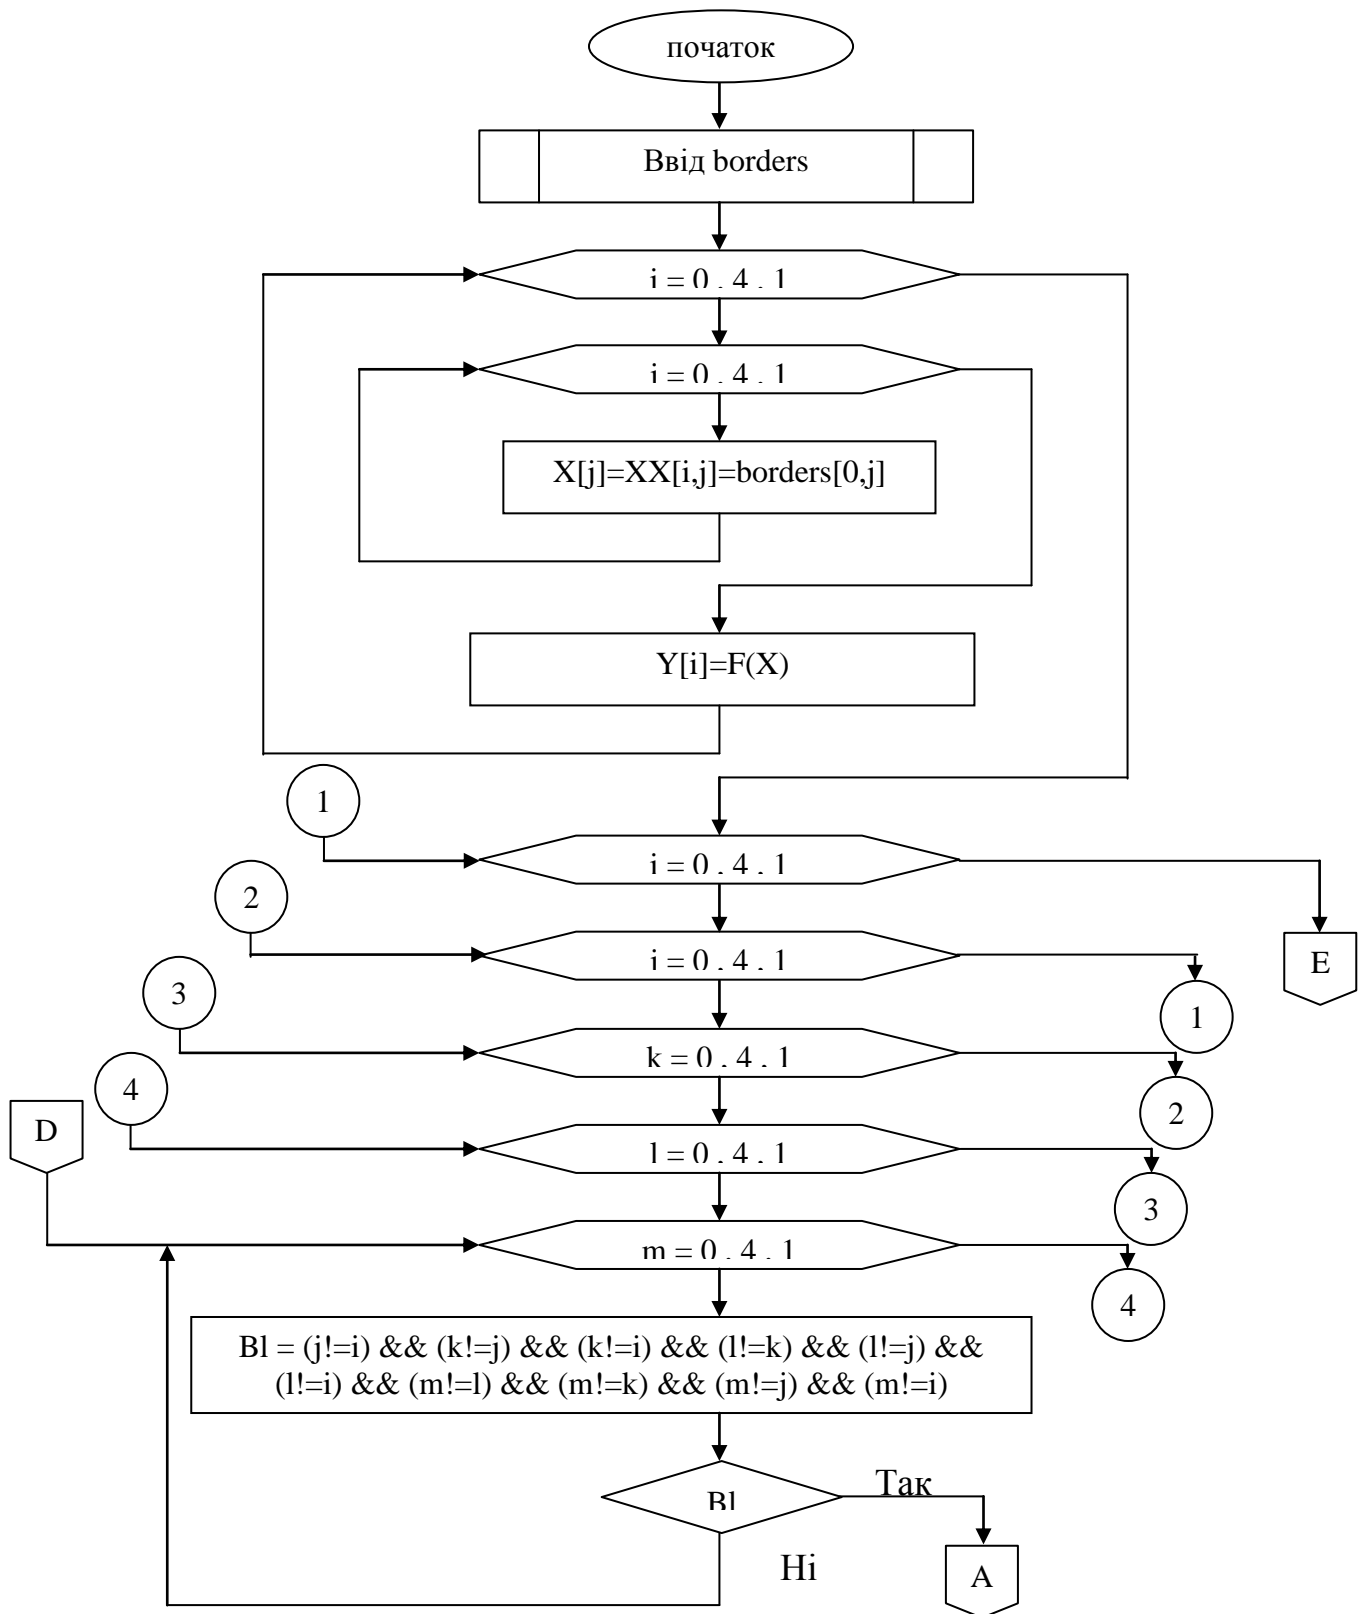 початок
Ввід borders
i = 0 , 4 , 1
j = 0 , 4 , 1
X[j]=XX[i,j]=borders[0,j]
Y[i]=F(X)
1
i = 0 , 4 , 1
2
j = 0 , 4 , 1
E
3
1
k = 0 , 4 , 1
4
2
D
l = 0 , 4 , 1
3
m = 0 , 4 , 1
4
Bl = (j!=i) && (k!=j) && (k!=i) && (l!=k) && (l!=j) &&
(l!=i) && (m!=l) && (m!=k) && (m!=j) && (m!=i)
Bl
Так
Ні
A